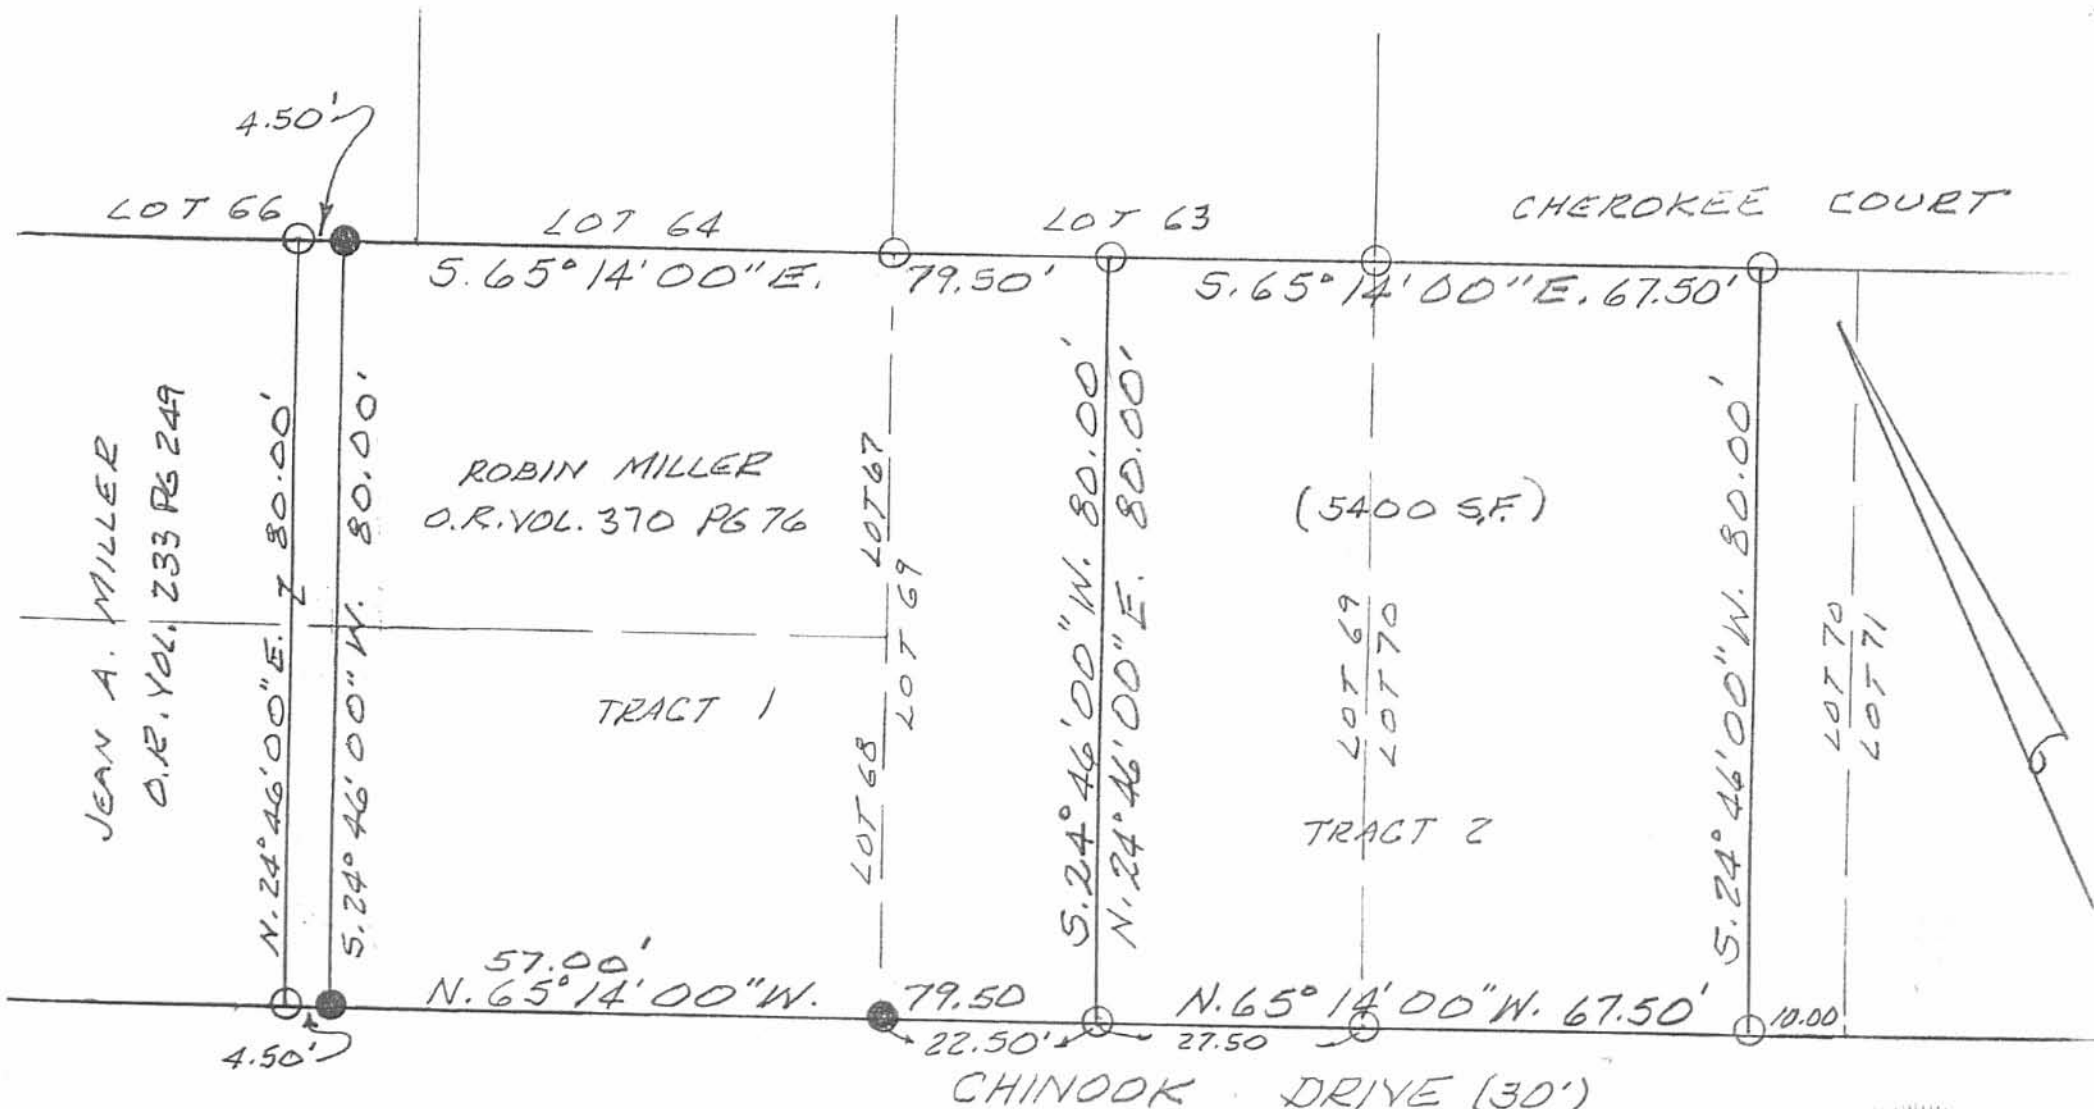 4.50'
LOT 66
LOT 64
LOT 63
CHEROKEE COURT
S.65°14'00"E. 79.50'
S.65°14'00"E. 67.50'
JEAN A. MILLER
O.R. VOL. 233 PG 249
N.24°46'00"E. 80.00'
S.24°46'00"W. 80.00'
ROBIN MILLER
O.R. VOL. 370 PG 76
LOT 67
LOT 69
LOT 68
TRACT 1
S.24°46'00"W. 80.00'
N.24°46'00"E. 80.00'
(5400 S.F.)
LOT 69
LOT 70
TRACT 2
S.24°46'00"W. 80.00'
LOT 70
LOT 71
57.00'
N.65°14'00"W. 79.50
N.65°14'00"W. 67.50'
10.00
4.50'
22.50'
27.50
CHINOOK DRIVE (30')